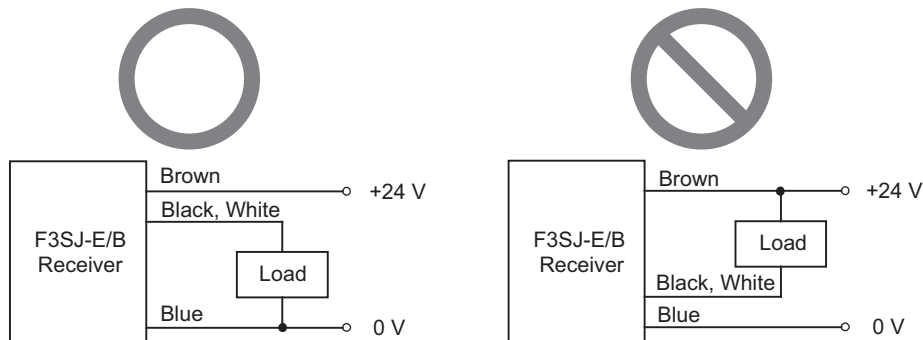 Brown
+24 V
Black, White
F3SJ-E/B
Receiver
Load
Blue
0 V
Brown
+24 V
F3SJ-E/B
Receiver
Load
Black, White
Blue
0 V